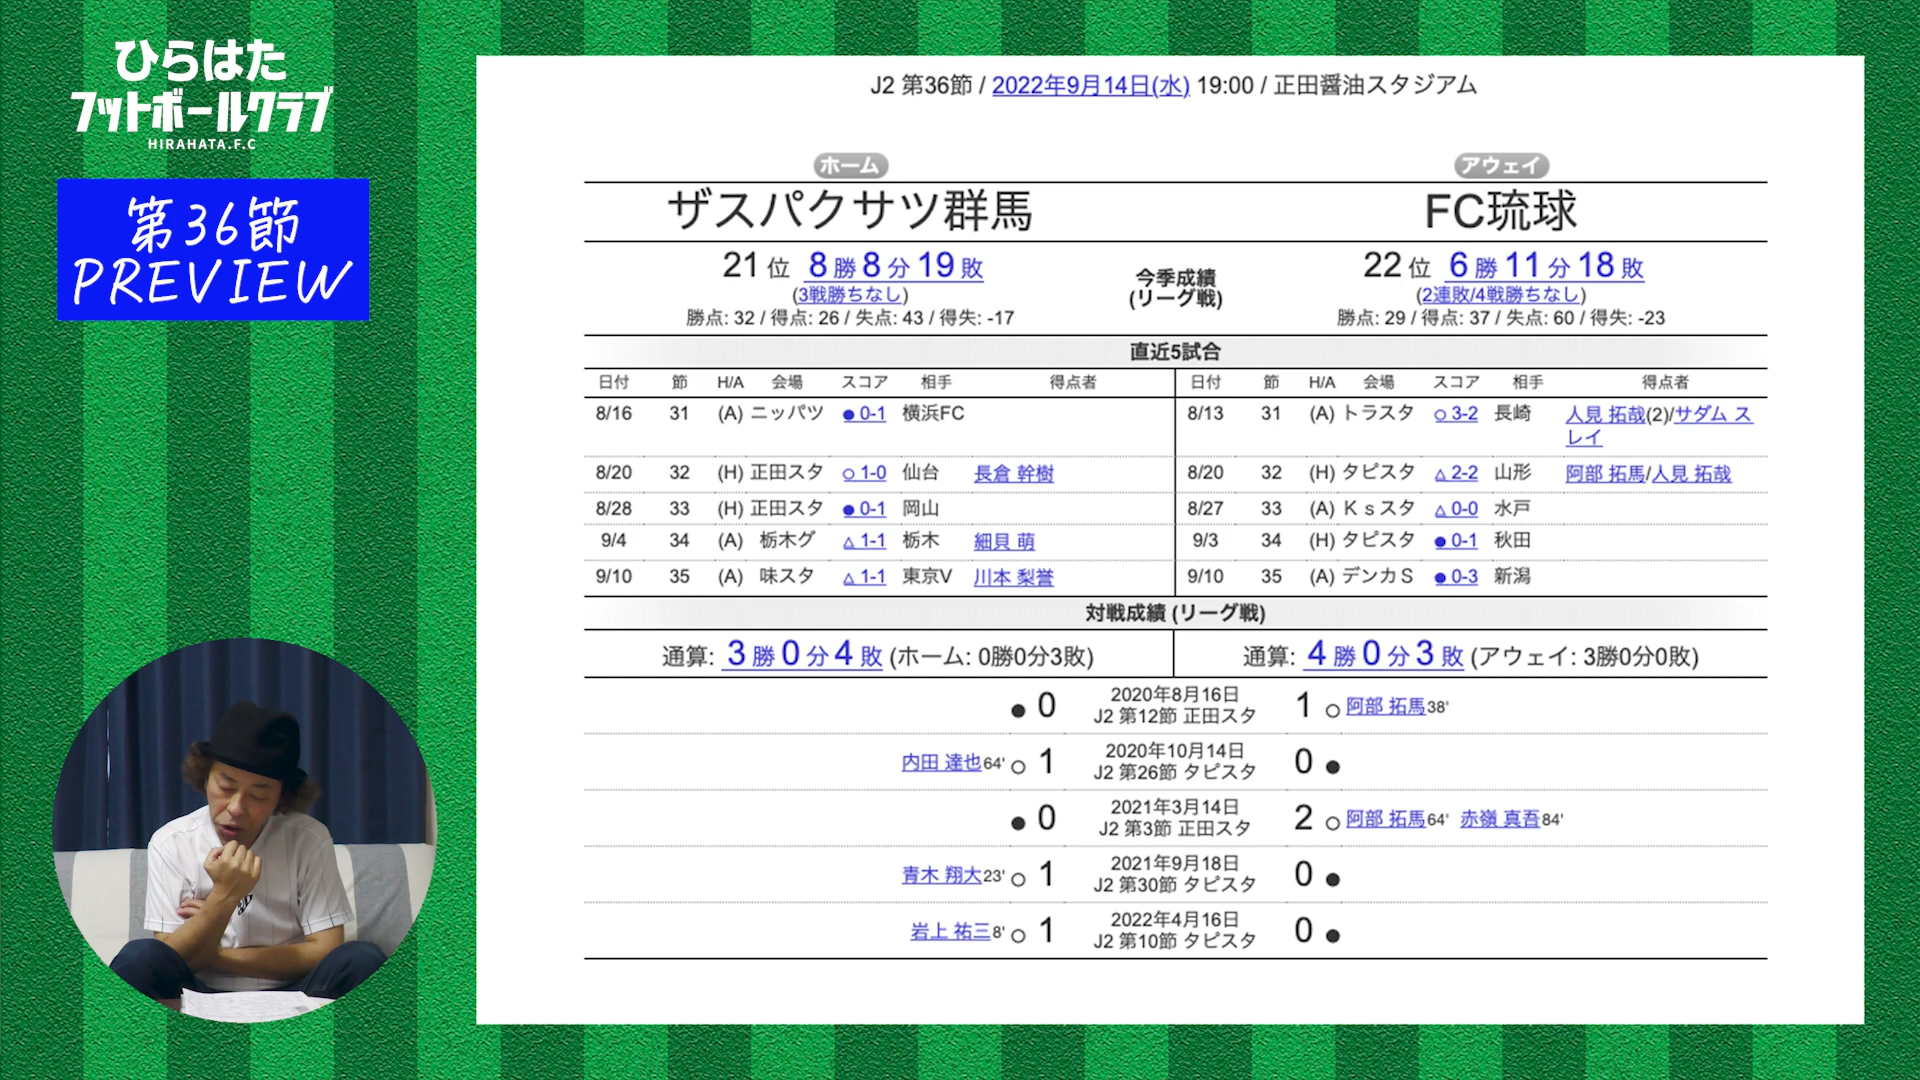 ひらはた
フットボールクラブ
HIRAHATA.F.C
第36節
PREVIEW
J2 第36節 / 2022年9月14日(水) 19:00 / 正田醤油スタジアム
ホーム アウェイ
ザスパクサツ群馬 FC琉球
21位 8勝8分19敗 今季成績 (リーグ戦) 22位 6勝11分18敗
(3戦勝ちなし) (2連敗/4戦勝ちなし)
勝点: 32 / 得点: 26 / 失点: 43 / 得失: -17 勝点: 29 / 得点: 37 / 失点: 60 / 得失: -23
直近5試合
日付 節 H/A 会場 スコア 相手 得点者 日付 節 H/A 会場 スコア 相手 得点者
8/16 31 (A) ニッパツ ●0-1 横浜FC 8/13 31 (A) トラスタ ○3-2 長崎 人見 拓哉(2)/サダム ス
レイ
8/20 32 (H) 正田スタ ○1-0 仙台 長倉 幹樹 8/20 32 (H) タピスタ △2-2 山形 阿部 拓馬/人見 拓哉
8/28 33 (H) 正田スタ ●0-1 岡山 8/27 33 (A) Ksスタ △0-0 水戸
9/4 34 (A) 栃木グ △1-1 栃木 細貝 萌 9/3 34 (H) タピスタ ●0-1 秋田
9/10 35 (A) 味スタ △1-1 東京V 川本 梨誉 9/10 35 (A) デンカS ●0-3 新潟
対戦成績 (リーグ戦)
通算: 3勝0分4敗 (ホーム: 0勝0分3敗) 通算: 4勝0分3敗 (アウェイ: 3勝0分0敗)
● 0 2020年8月16日 1 ○ 阿部 拓馬38'
J2 第12節 正田スタ
内田 達也64' ○ 1 2020年10月14日 0 ●
J2 第26節 タピスタ
● 0 2021年3月14日 2 ○ 阿部 拓馬64' 赤嶺 真吾84'
J2 第3節 正田スタ
青木 翔大23' ○ 1 2021年9月18日 0 ●
J2 第30節 タピスタ
岩上 祐三8' ○ 1 2022年4月16日 0 ●
J2 第10節 タピスタ